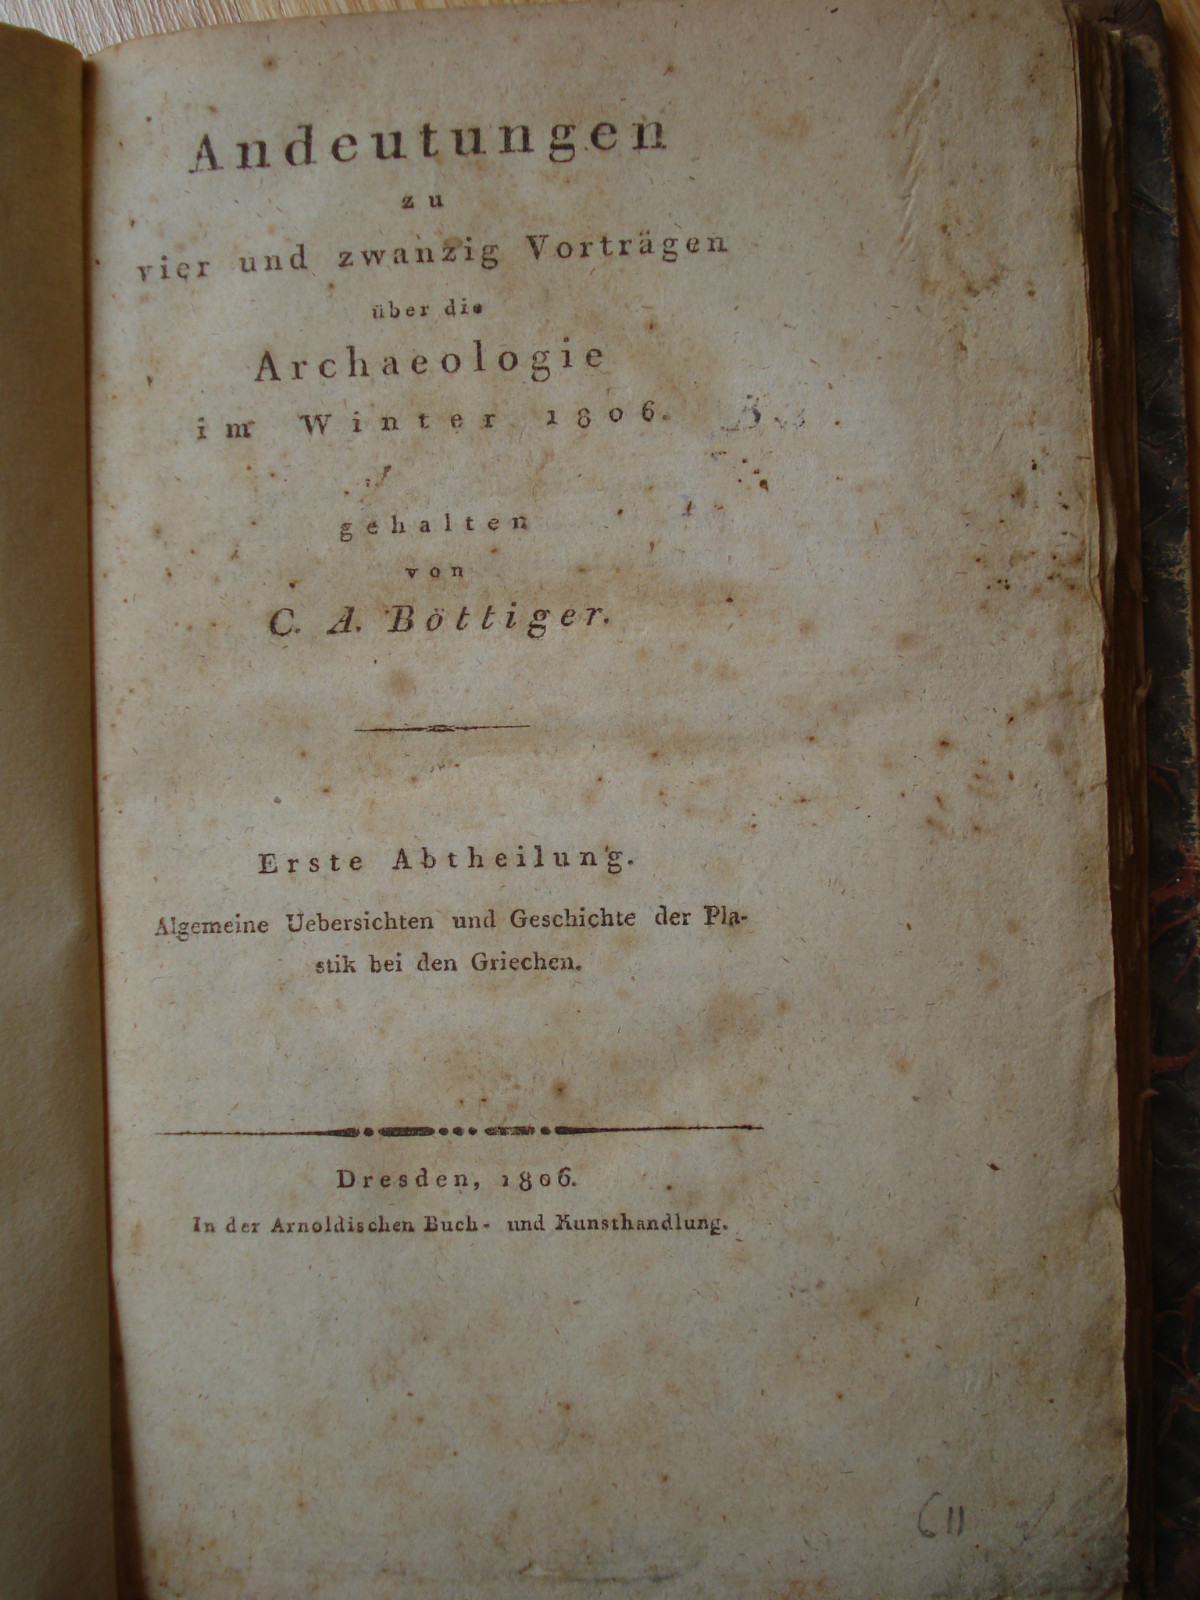 Andeutungen
zu
vier und zwanzig Vorträgen
über die
Archaeologie
im Winter 1806.
gehalten
von
C. A. Böttiger.
Erste Abtheilung.
Algemeine Uebersichten und Geschichte der Pla-
stik bei den Griechen.
Dresden, 1806.
In der Arnoldischen Buch- und Kunsthandlung.
611